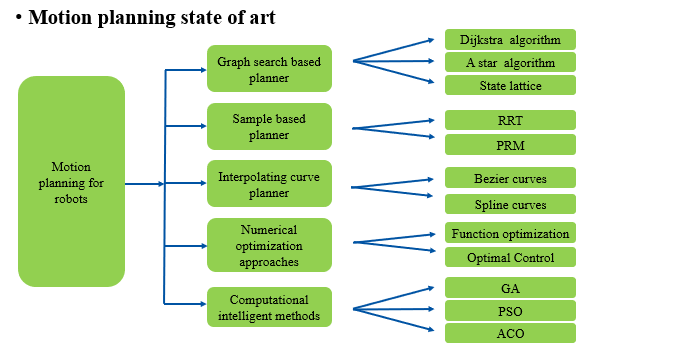 • Motion planning state of art
Motion
planning for
robots
Graph search based
planner
Dijkstra algorithm
A star algorithm
State lattice
Sample based
planner
RRT
PRM
Interpolating curve
planner
Bezier curves
Spline curves
Numerical
optimization
approaches
Function optimization
Optimal Control
Computational
intelligent methods
GA
PSO
ACO